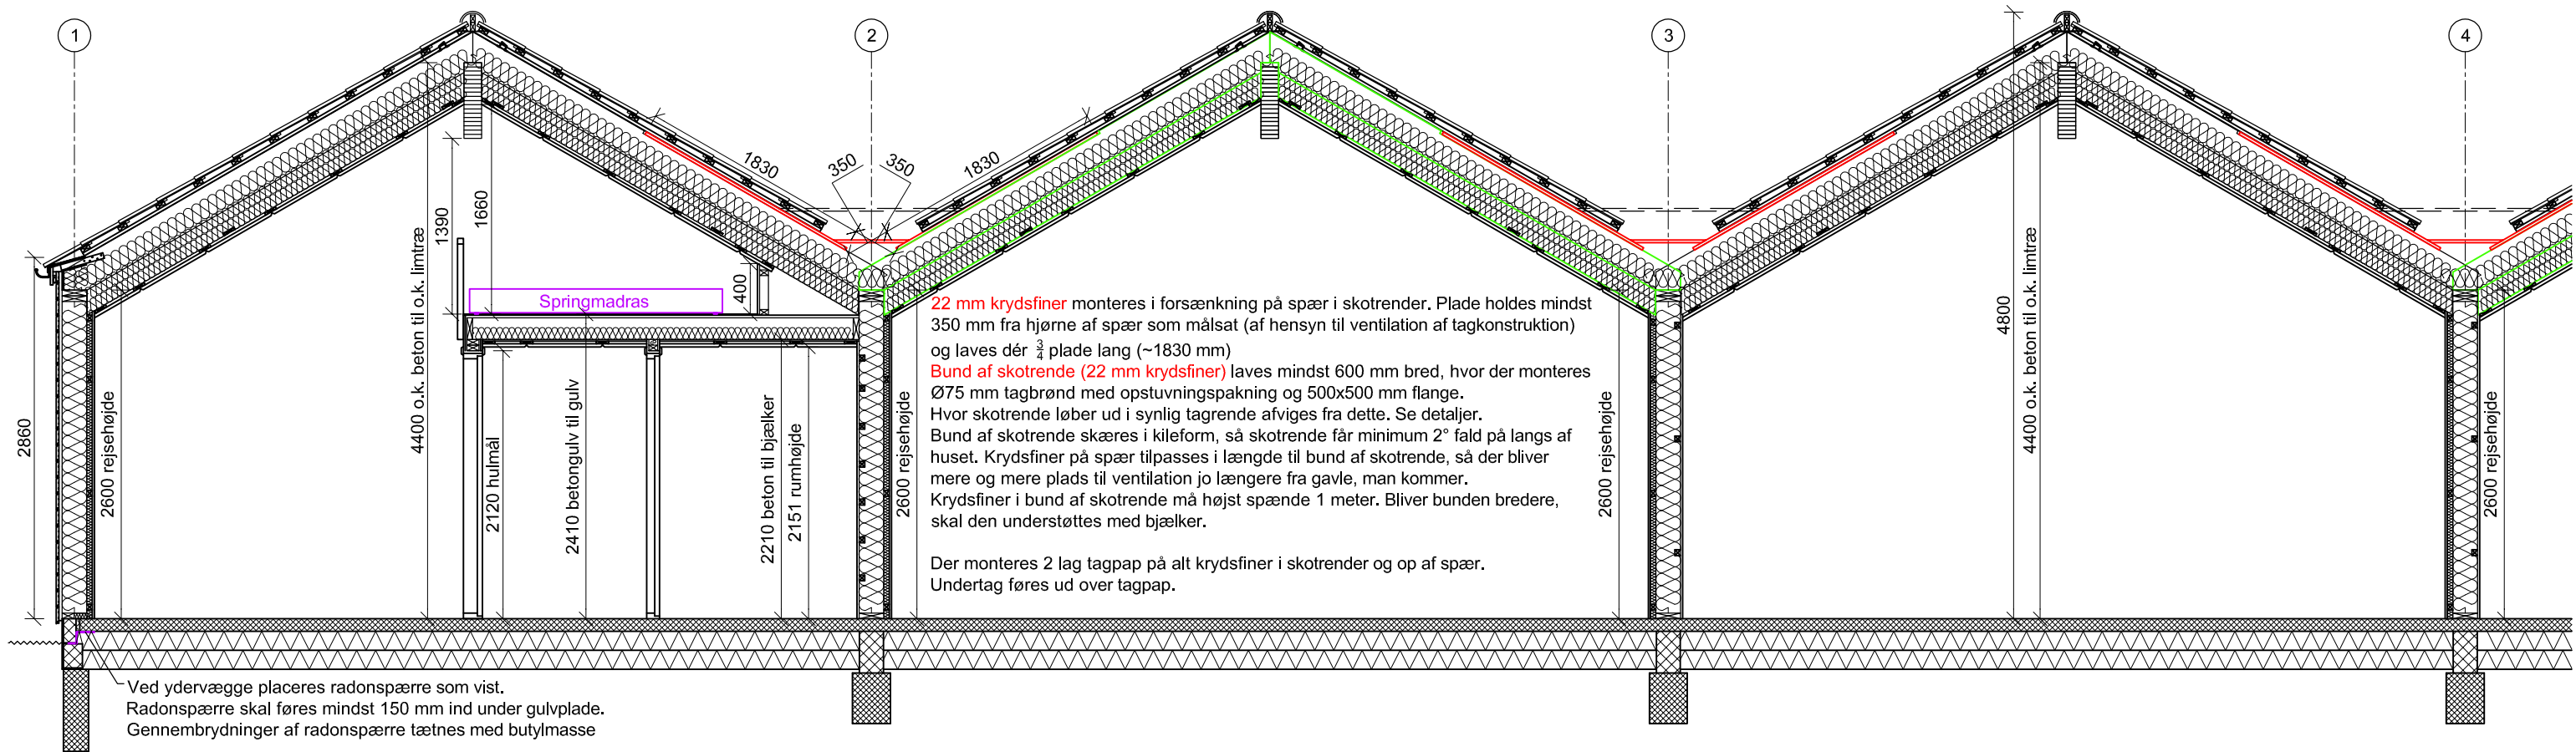 1
2
3
4
1830
350
350
1830
1390
1660
400
4400 o.k. beton til o.k. limtræ
4800
4400 o.k. beton til o.k. limtræ
Springmadras
2860
2600 rejsehøjde
2120 hulmål
2410 betongulv til gulv
2210 beton til bjælker
2151 rumhøjde
2600 rejsehøjde
2600 rejsehøjde
2600 rejsehøjde
22 mm krydsfiner monteres i forsænkning på spær i skotrender. Plade holdes mindst
350 mm fra hjørne af spær som målsat (af hensyn til ventilation af tagkonstruktion)
og laves dér 3/4 plade lang (~1830 mm)
Bund af skotrende (22 mm krydsfiner) laves mindst 600 mm bred, hvor der monteres
Ø75 mm tagbrønd med opstuvningspakning og 500x500 mm flange.
Hvor skotrende løber ud i synlig tagrende afviges fra dette. Se detaljer.
Bund af skotrende skæres i kileform, så skotrende får minimum 2° fald på langs af
huset. Krydsfiner på spær tilpasses i længde til bund af skotrende, så der bliver
mere og mere plads til ventilation jo længere fra gavle, man kommer.
Krydsfiner i bund af skotrende må højst spænde 1 meter. Bliver bunden bredere,
skal den understøttes med bjælker.
Der monteres 2 lag tagpap på alt krydsfiner i skotrender og op af spær.
Undertag føres ud over tagpap.
Ved ydervægge placeres radonspærre som vist.
Radonspærre skal føres mindst 150 mm ind under gulvplade.
Gennembrydninger af radonspærre tætnes med butylmasse